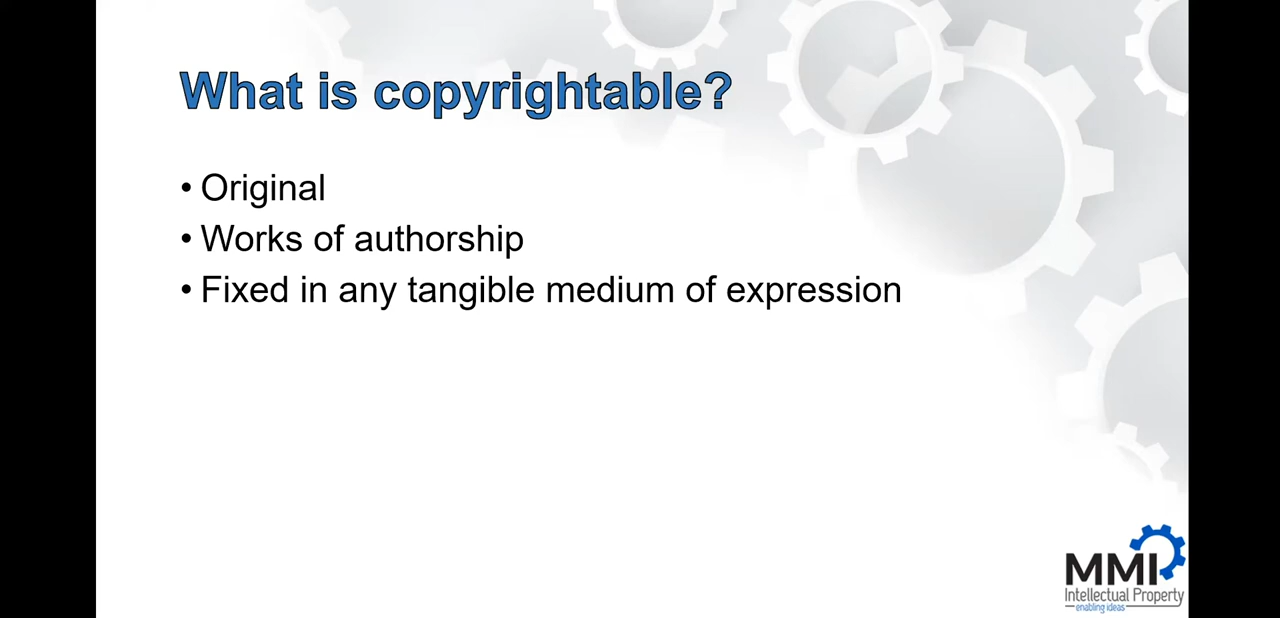 What is copyrightable?
• Original
• Works of authorship
• Fixed in any tangible medium of expression
MMI
Intellectual Property
enabling ideas